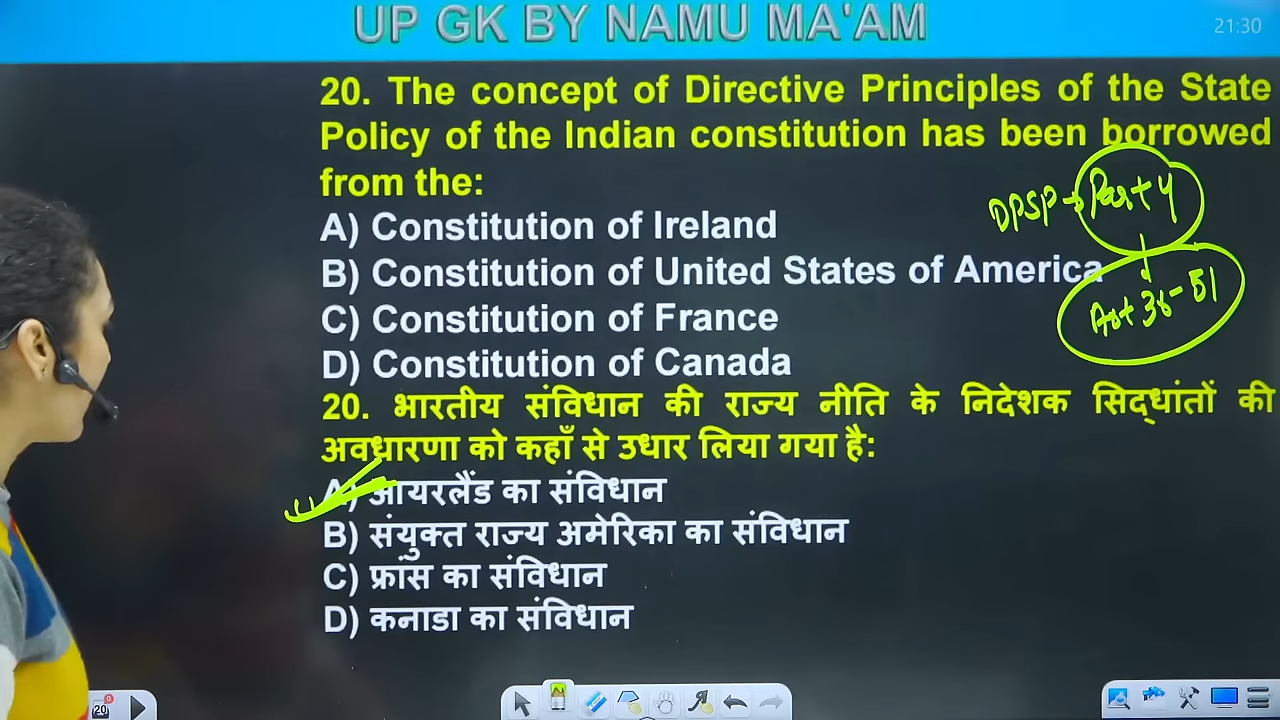 UP GK BY NAMU MA'AM
21:30
20. The concept of Directive Principles of the State
Policy of the Indian constitution has been borrowed
from the:
A) Constitution of Ireland
B) Constitution of United States of America
C) Constitution of France
D) Constitution of Canada
DPSP → Part 4
Art 36-51
20. भारतीय संविधान की राज्य नीति के निदेशक सिद्धांतों की
अवधारणा को कहाँ से उधार लिया गया है:
A) आयरलैंड का संविधान
B) संयुक्त राज्य अमेरिका का संविधान
C) फ्रांस का संविधान
D) कनाडा का संविधान
20